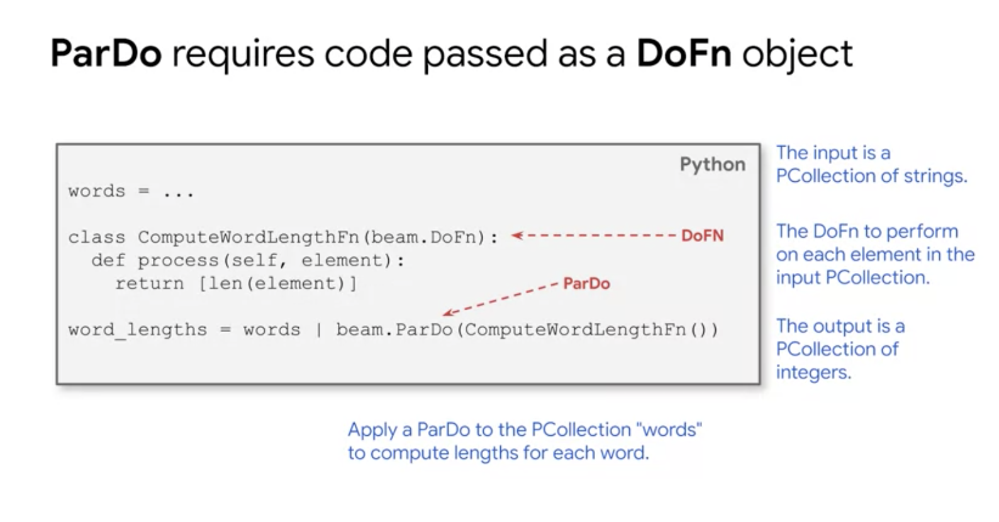 ParDo requires code passed as a DoFn object
Python
words = ...
class ComputeWordLengthFn(beam.DoFn):
DoFN
def process(self, element):
return [len(element)]
ParDo
word_lengths = words | beam.ParDo(ComputeWordLengthFn())
The input is a
PCollection of strings.
The DoFn to perform
on each element in the
input PCollection.
The output is a
PCollection of
integers.
Apply a ParDo to the PCollection "words"
to compute lengths for each word.